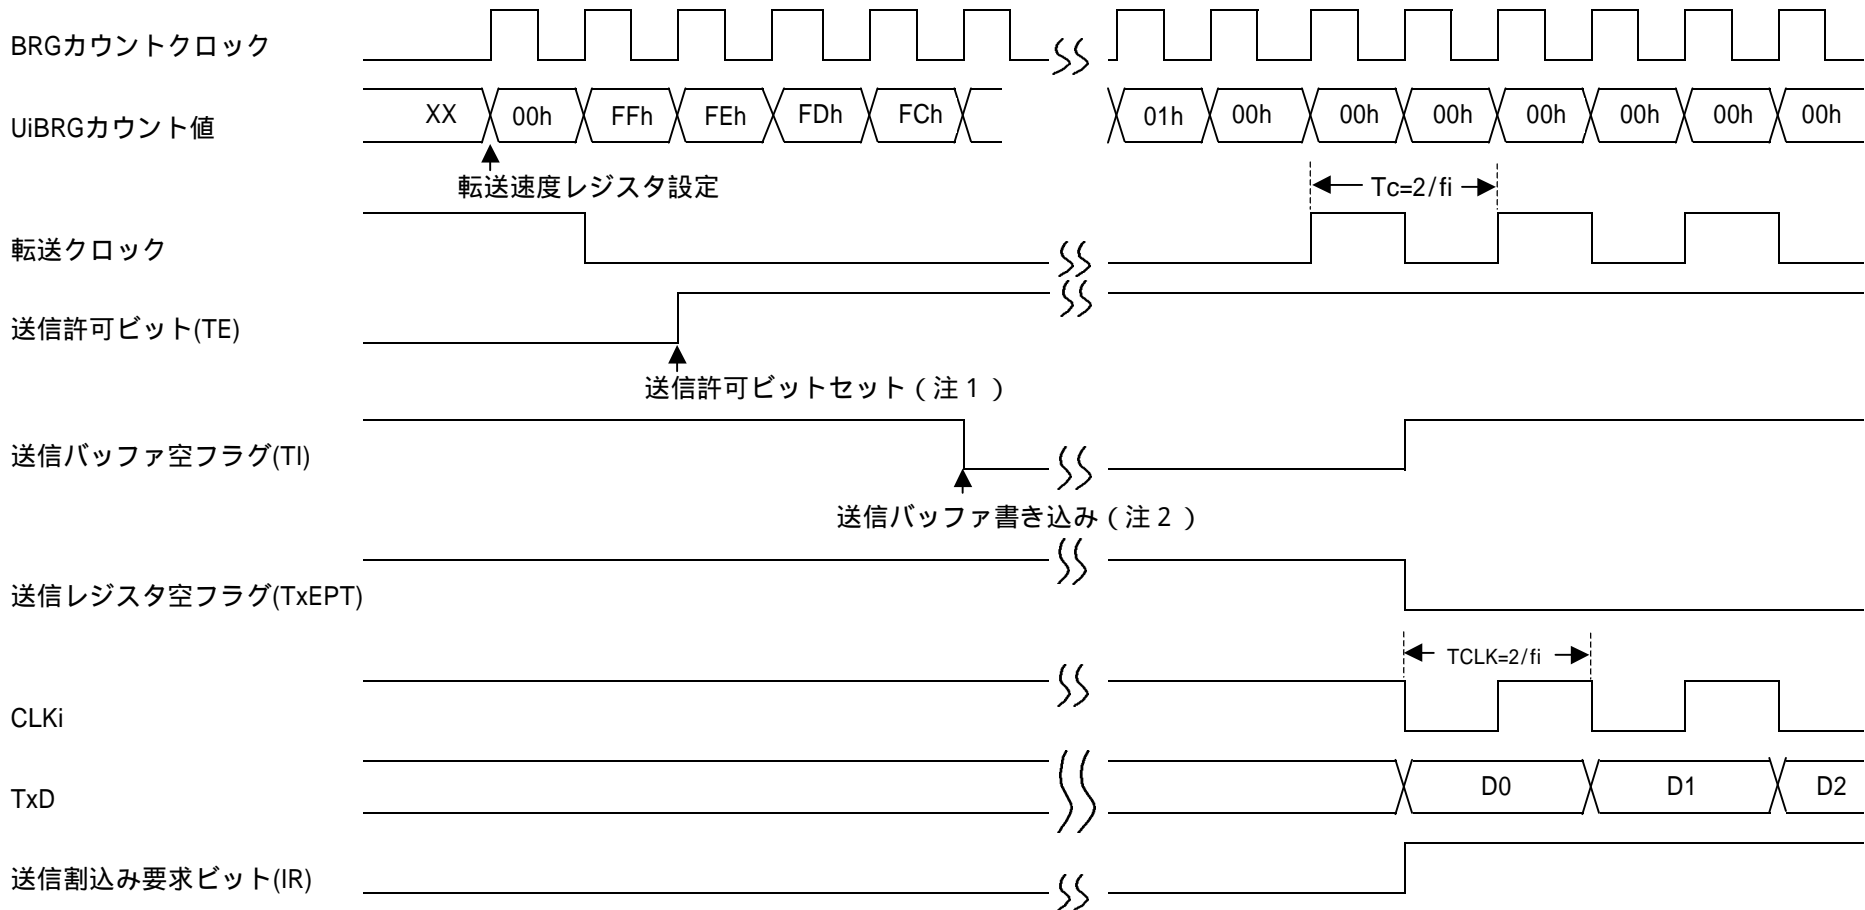 BRGカウントクロック
UiBRGカウント値
XX 00h FFh FEh FDh FCh 01h 00h 00h 00h 00h 00h 00h 00h
転送速度レジスタ設定
Tc=2/fi
転送クロック
送信許可ビット(TE)
送信許可ビットセット(注1)
送信バッファ空フラグ(TI)
送信バッファ書き込み(注2)
送信レジスタ空フラグ(TxEPT)
TCLK=2/fi
CLKi
TxD
D0 D1 D2
送信割込み要求ビット(IR)